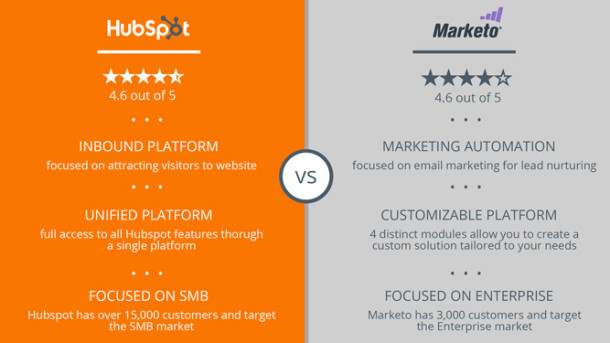 HubSpot
4.6 out of 5
INBOUND PLATFORM
focused on attracting visitors to website
UNIFIED PLATFORM
full access to all Hubspot features thorugh
a single platform
FOCUSED ON SMB
Hubspot has over 15,000 customers and target
the SMB market
VS
Marketo
4.6 out of 5
MARKETING AUTOMATION
focused on email marketing for lead nurturing
CUSTOMIZABLE PLATFORM
4 distinct modules allow you to create a
custom solution tailored to your needs
FOCUSED ON ENTERPRISE
Marketo has 3,000 customers and target
the Enterprise market